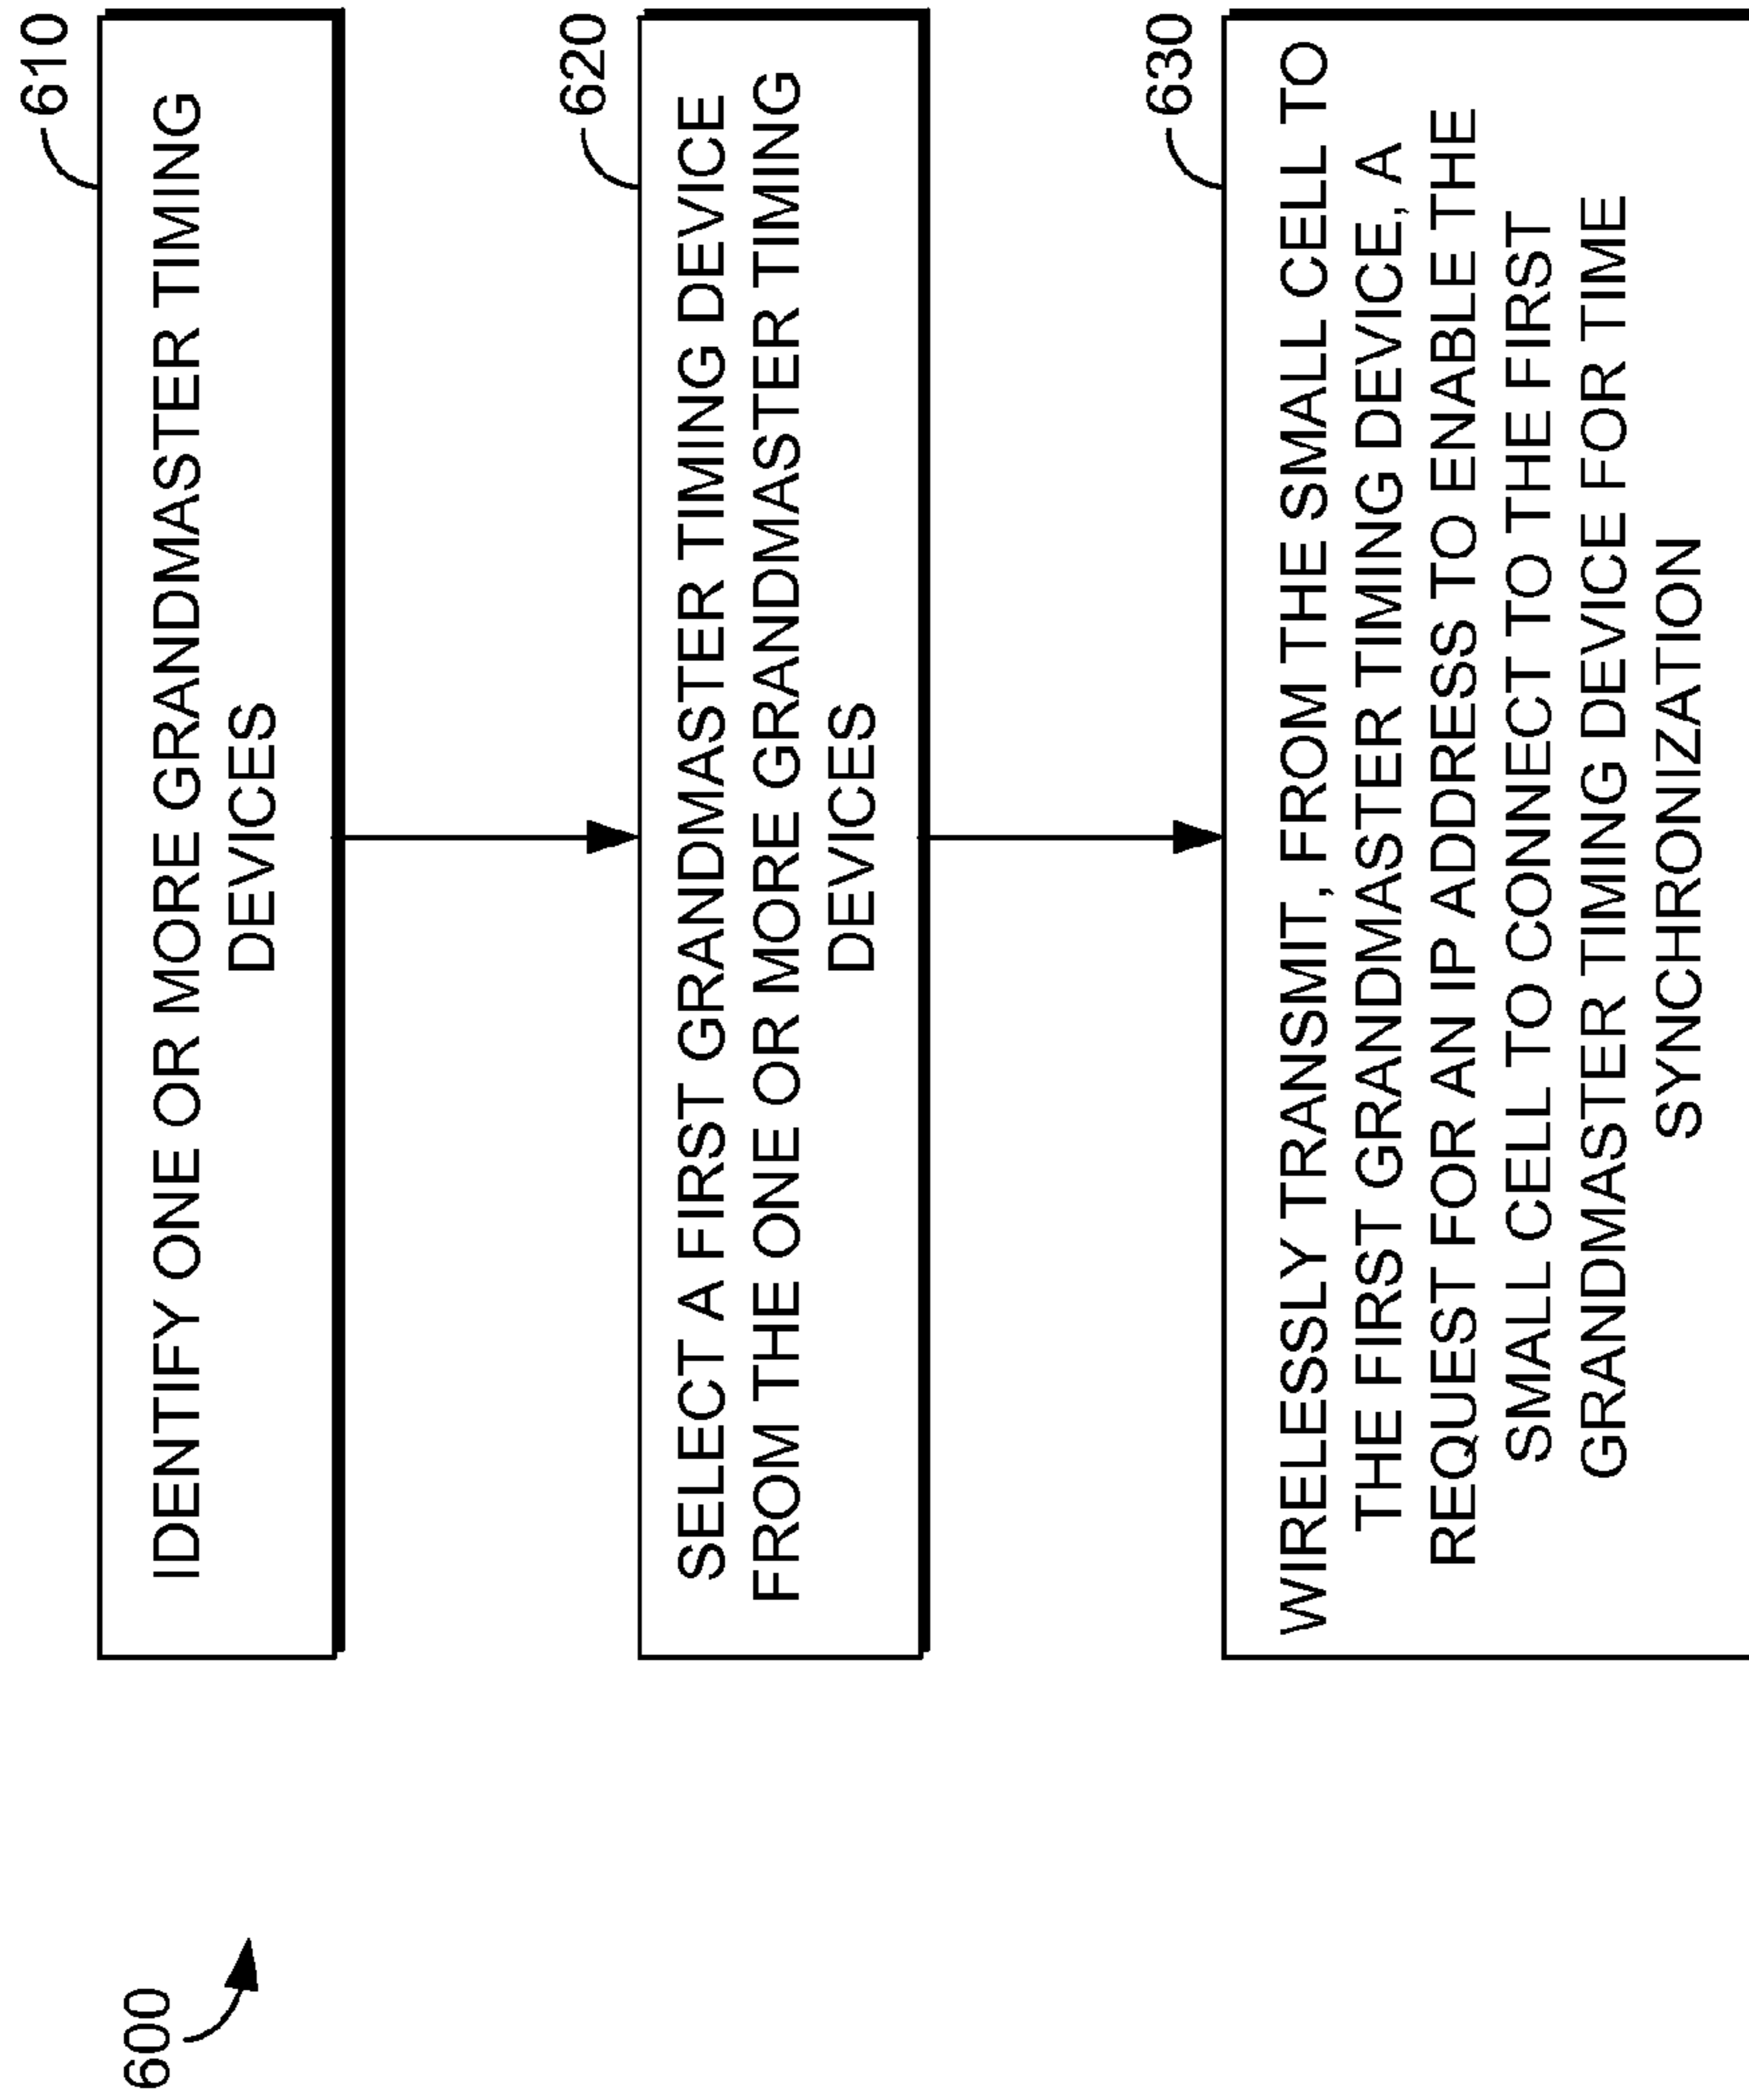 600
610
IDENTIFY ONE OR MORE GRANDMASTER TIMING
DEVICES
620
SELECT A FIRST GRANDMASTER TIMING DEVICE
FROM THE ONE OR MORE GRANDMASTER TIMING
DEVICES
630
WIRELESSLY TRANSMIT, FROM THE SMALL CELL TO
THE FIRST GRANDMASTER TIMING DEVICE, A
REQUEST FOR AN IP ADDRESS TO ENABLE THE
SMALL CELL TO CONNECT TO THE FIRST
GRANDMASTER TIMING DEVICE FOR TIME
SYNCHRONIZATION